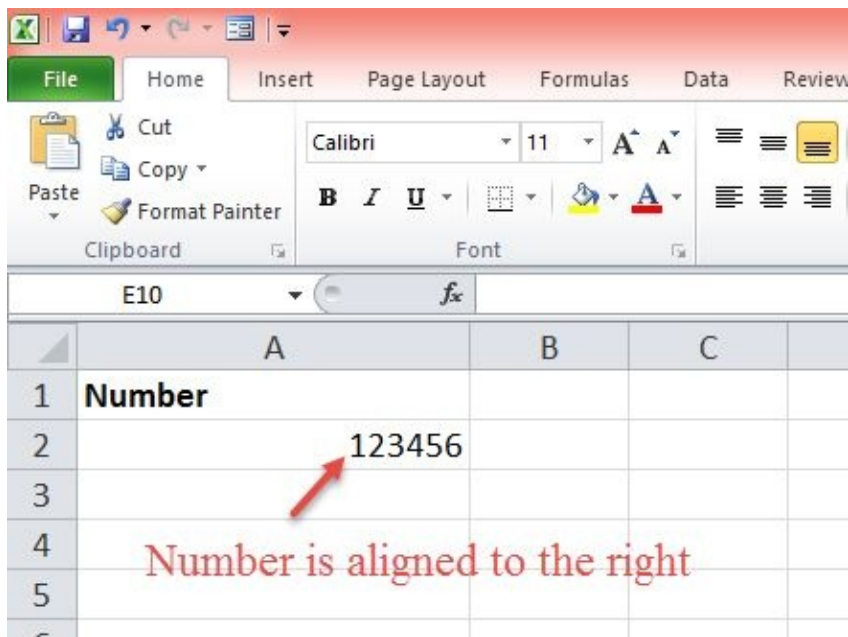 File Home Insert Page Layout Formulas Data Review
Cut
Calibri 11 A A
Copy
Paste
B I U A
Format Painter
Clipboard Font
E10 fx
A B C
1 Number
2 123456
3
4
Number is aligned to the right
5